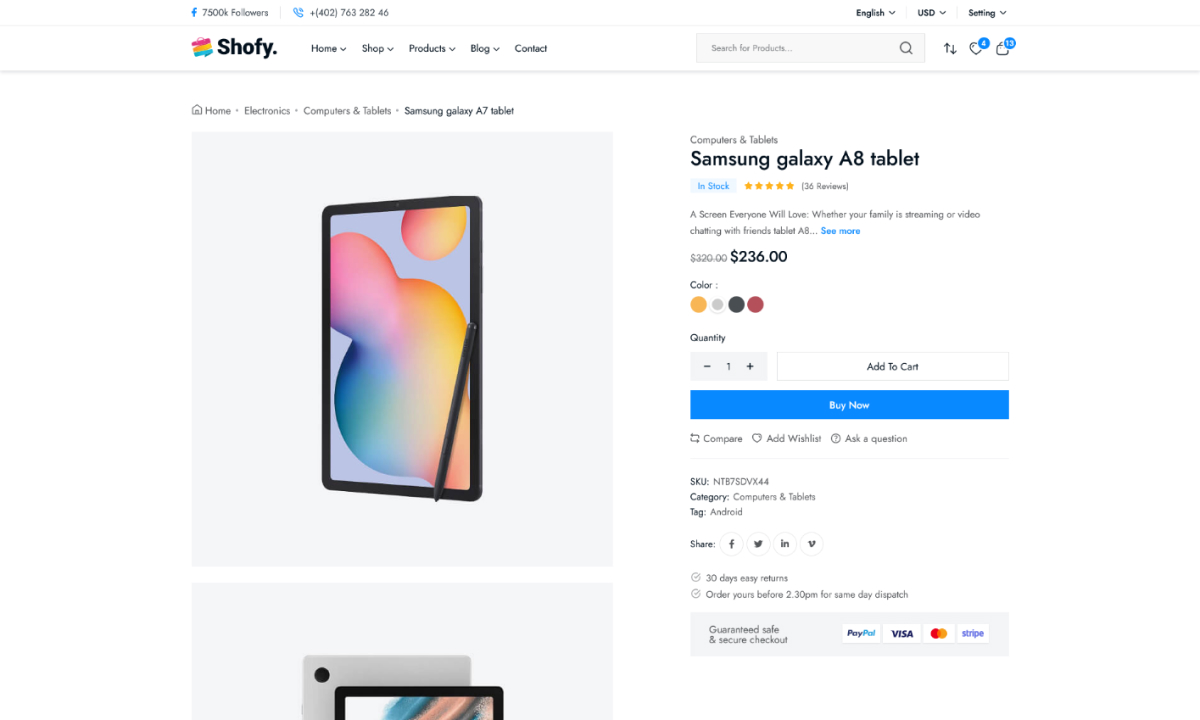 7500k Followers +(402) 763 282 46 English USD Setting
Shofy. Home Shop Products Blog Contact Search for Products... 4 13
Home • Electronics • Computers & Tablets • Samsung galaxy A7 tablet
Computers & Tablets
Samsung galaxy A8 tablet
In Stock (36 Reviews)
A Screen Everyone Will Love: Whether your family is streaming or video
chatting with friends tablet A8... See more
$320.00 $236.00
Color :
Quantity
− 1 + Add To Cart
Buy Now
Compare Add Wishlist Ask a question
SKU: NTB7SDVX44
Category: Computers & Tablets
Tag: Android
Share:
30 days easy returns
Order yours before 2.30pm for same day dispatch
Guaranteed safe
& secure checkout
PayPal VISA stripe